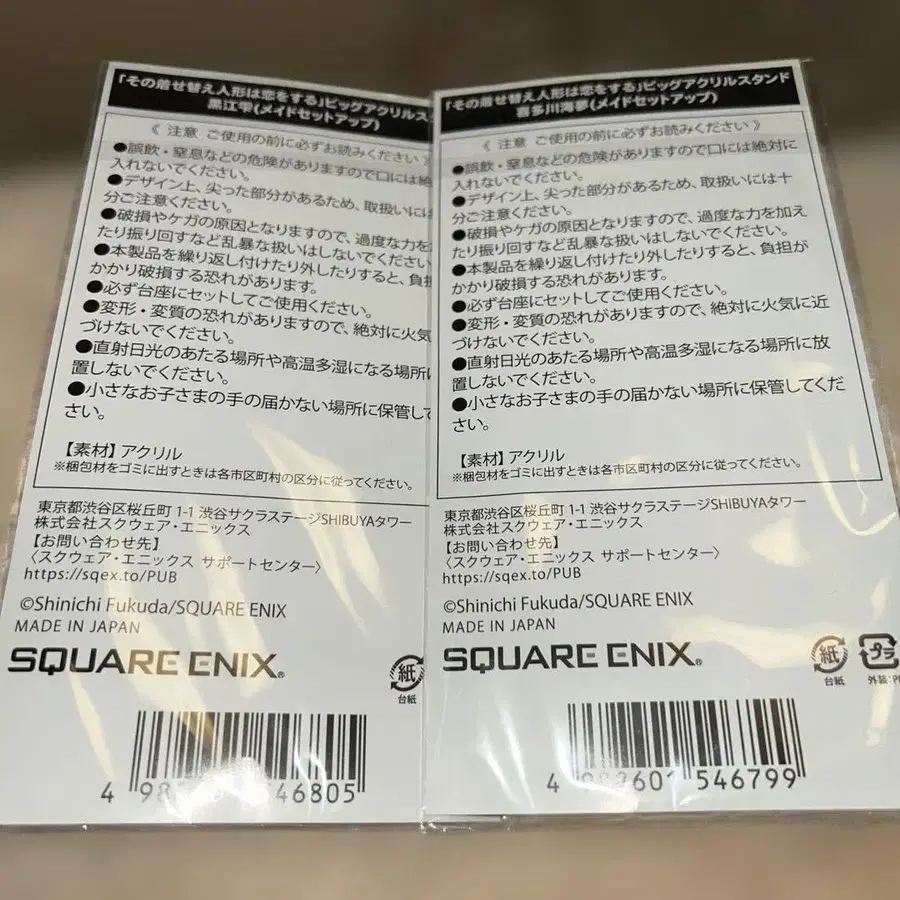 「その着せ替え人形は恋をする」ビッグアクリルス
黒江雫(メイドセットアップ)
《 注意 ご使用の前に必ずお読みください 》
●誤飲・窒息などの危険がありますので口には絶対
入れないでください。
●デザイン上、尖った部分があるため、取扱いには
分ご注意ください。
●破損やケガの原因となりますので、過度な力を
たり振り回すなど乱暴な扱いはしないでください
●本製品を繰り返し付けたり外したりすると、負
かかり破損する恐れがあります。
●必ず台座にセットしてご使用ください。
●変形・変質の恐れがありますので、絶対に火気
づけないでください。
●直射日光のあたる場所や高温多湿になる場所
置しないでください。
●小さなお子さまの手の届かない場所に保管して
さい。
【素材】アクリル
※梱包材をゴミに出すときは各市区町村の区分に従ってください。
東京都渋谷区桜丘町 1-1 渋谷サクラステージSHIBUYAタワー
株式会社スクウェア・エニックス
【お問い合わせ先】
〈スクウェア・エニックス サポートセンター〉
https://sqex.to/PUB
©Shinichi Fukuda/SQUARE ENIX
MADE IN JAPAN
SQUARE ENIX®
紙
台紙
4 98 46805
「その着せ替え人形は恋をする」ビッグアクリルスタンド
喜多川海夢(メイドセットアップ)
《 注意 ご使用の前に必ずお読みください 》
●誤飲・窒息などの危険がありますので口には絶対に
入れないでください。
●デザイン上、尖った部分があるため、取扱いには十
分ご注意ください。
●破損やケガの原因となりますので、過度な力を加え
たり振り回すなど乱暴な扱いはしないでください。
●本製品を繰り返し付けたり外したりすると、負担が
かかり破損する恐れがあります。
●必ず台座にセットしてご使用ください。
●変形・変質の恐れがありますので、絶対に火気に近
づけないでください。
●直射日光のあたる場所や高温多湿になる場所に放
置しないでください。
●小さなお子さまの手の届かない場所に保管してくだ
さい。
【素材】アクリル
※梱包材をゴミに出すときは各市区町村の区分に従ってください。
東京都渋谷区桜丘町 1-1 渋谷サクラステージSHIBUYAタワー
株式会社スクウェア・エニックス
【お問い合わせ先】
〈スクウェア・エニックス サポートセンター〉
https://sqex.to/PUB
©Shinichi Fukuda/SQUARE ENIX
MADE IN JAPAN
SQUARE ENIX®
紙
台紙
プラ
外装:P
4 988601 546799